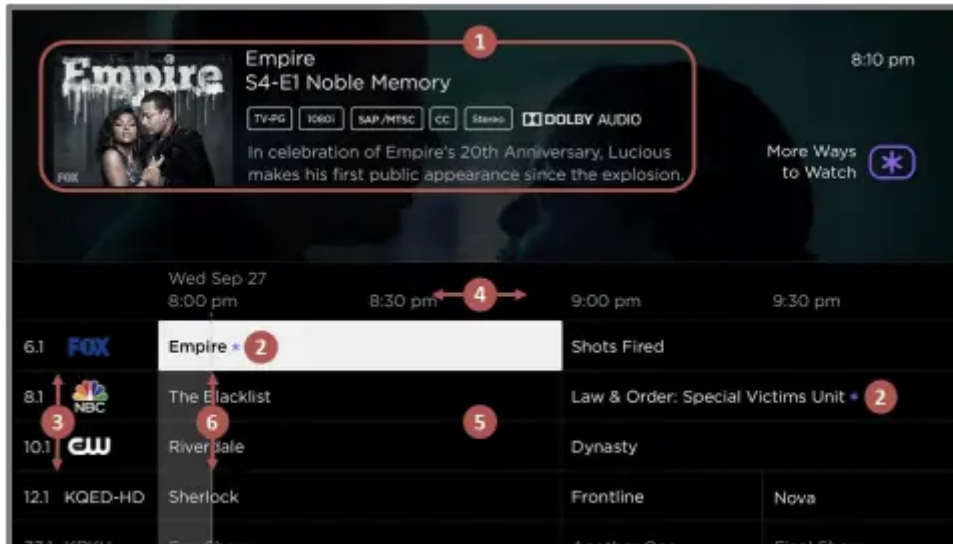 1
Empire
Empire
S4-E1 Noble Memory
8:10 pm
TV-PG 1080i SAP/MTSC CC Stereo DOLBY AUDIO
In celebration of Empire's 20th Anniversary, Lucious
makes his first public appearance since the explosion.
FOX
More Ways
to Watch *
Wed Sep 27
8:00 pm 8:30 pm 4 9:00 pm 9:30 pm
6.1 FOX Empire * 2 Shots Fired
8.1 NBC The Blacklist Law & Order: Special Victims Unit * 2
3 6 5
10.1 CW Riverdale Dynasty
12.1 KQED-HD Sherlock Frontline Nova